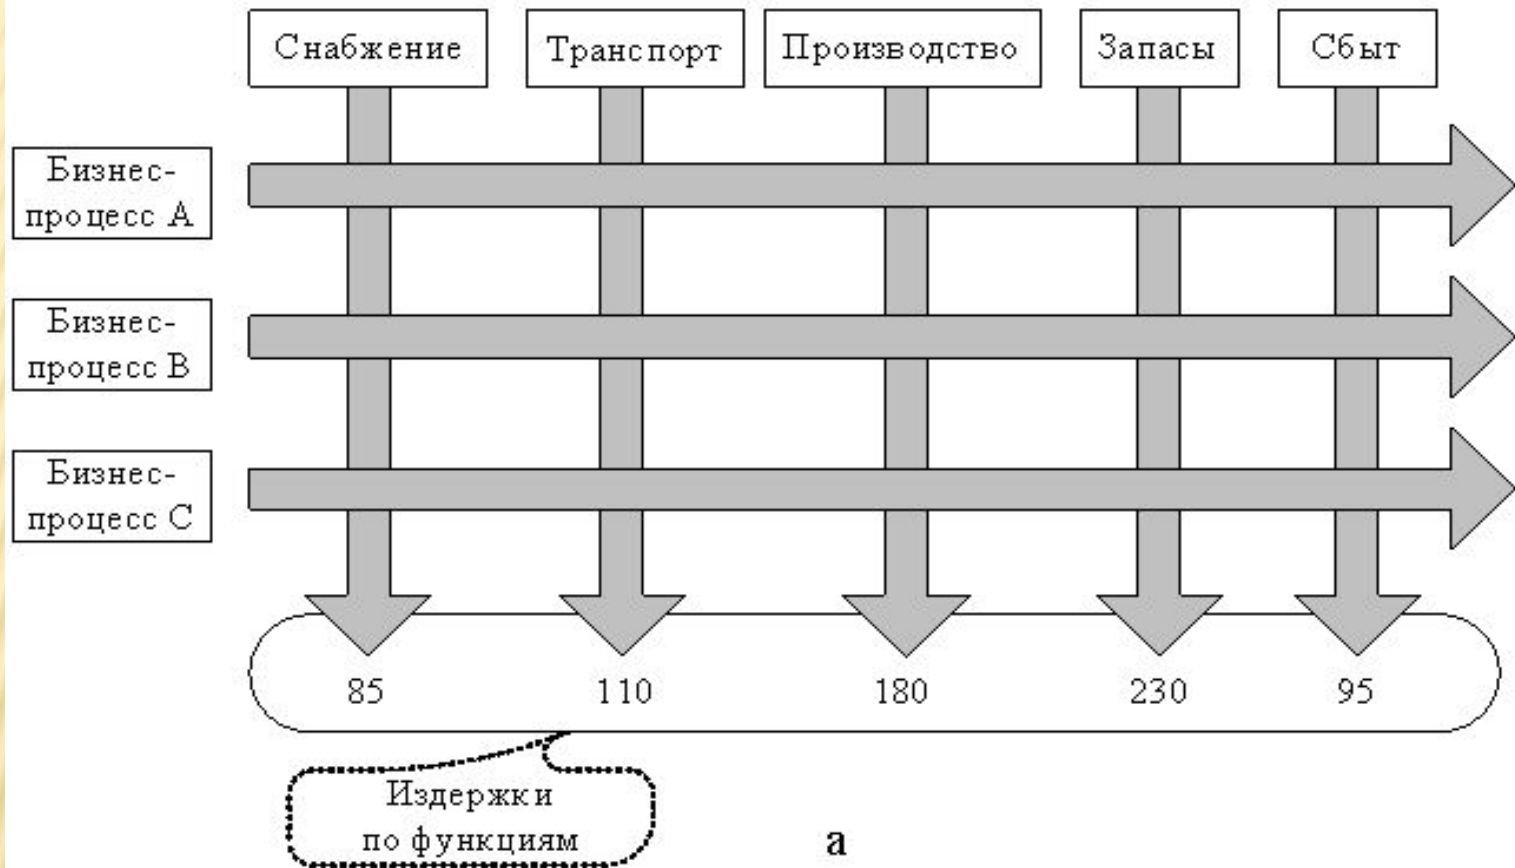 Снабжение
Транспорт
Производство
Запасы
Сбыт
Бизнес-
процесс А
Бизнес-
процесс В
Бизнес-
процесс С
85
110
180
230
95
Издержки
по функциям
а